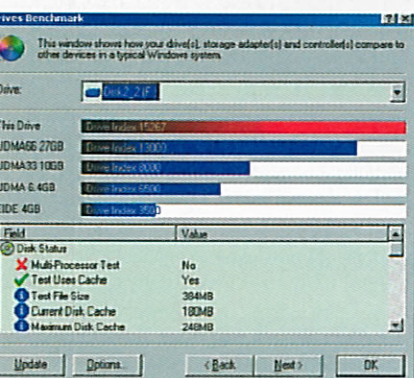 Drives Benchmark
This window shows how your drive(s), storage adapter(s) and controller(s) compare to
other devices in a typical Windows system.
Drive:
This Drive
Drive Index 15267
UDMA66 27GB
Drive Index 13000
UDMA33 10GB
Drive Index 8000
UDMA 6.4GB
Drive Index 6500
EIDE 4GB
Drive Index 3500
Field Value
Disk Status
Multi-Processor Test No
Test Uses Cache Yes
Test File Size 384MB
Current Disk Cache 180MB
Maximum Disk Cache 248MB
Update Options... < Back Next > OK